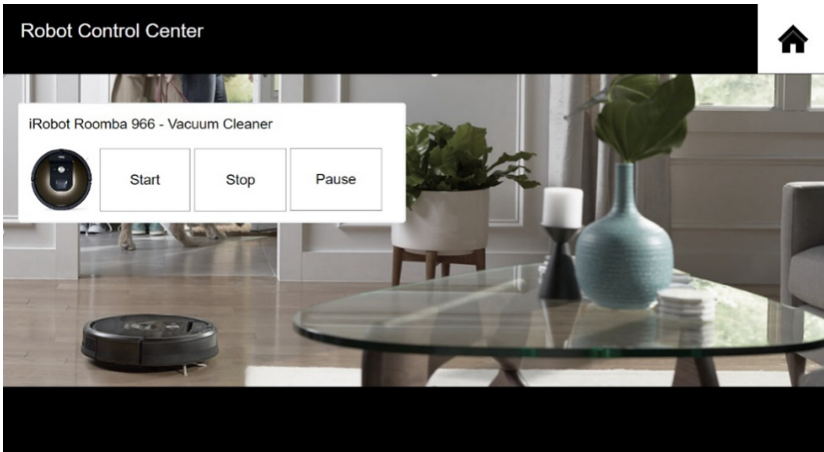 Robot Control Center
iRobot Roomba 966 - Vacuum Cleaner
Start
Stop
Pause